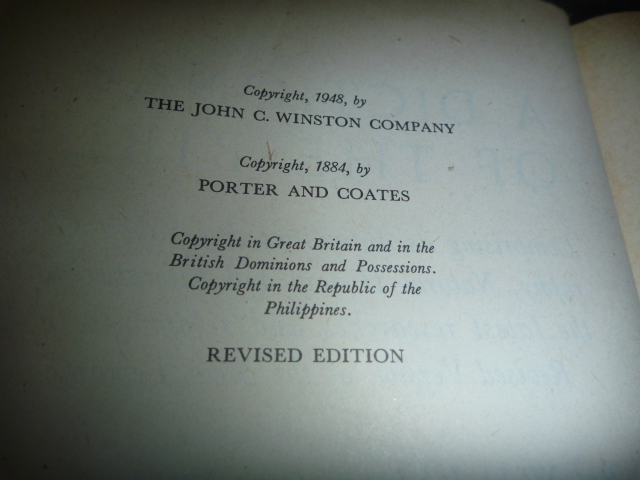 Copyright, 1948, by
THE JOHN C. WINSTON COMPANY
Copyright, 1884, by
PORTER AND COATES
Copyright in Great Britain and in the
British Dominions and Possessions.
Copyright in the Republic of the
Philippines.
REVISED EDITION